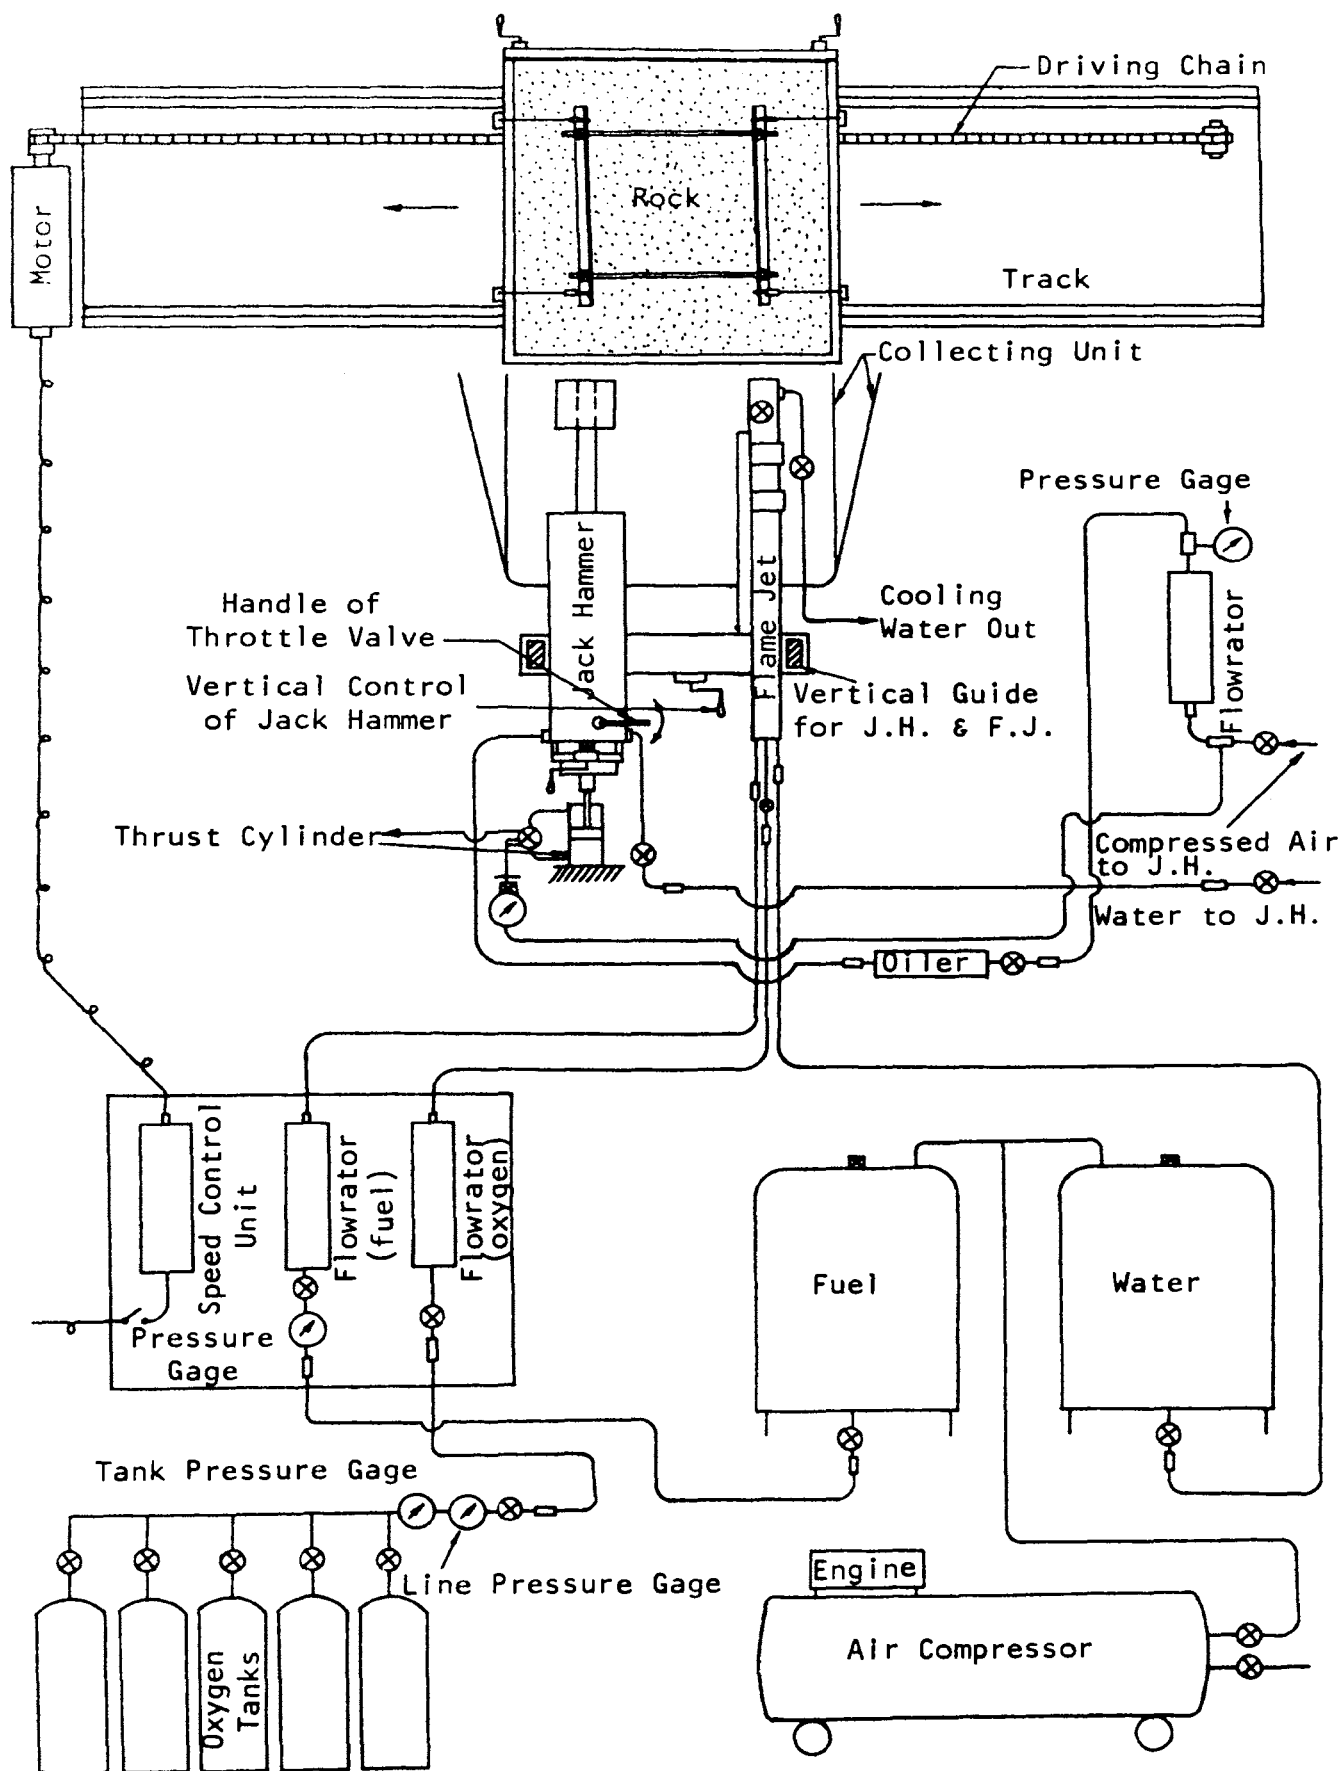 Driving Chain
Rock
Motor
Track
Collecting Unit
Pressure Gage
Jack Hammer
Flame Jet
Handle of
Throttle Valve
Cooling
Water Out
Flowrator
Vertical Control
of Jack Hammer
Vertical Guide
for J.H. & F.J.
Thrust Cylinder
Compressed Air
to J.H.
Water to J.H.
Oiler
Speed Control
Unit
Flowrator
(fuel)
Flowrator
(oxygen)
Fuel
Water
Pressure
Gage
Tank Pressure Gage
Line Pressure Gage
Engine
Air Compressor
Oxygen
Tanks